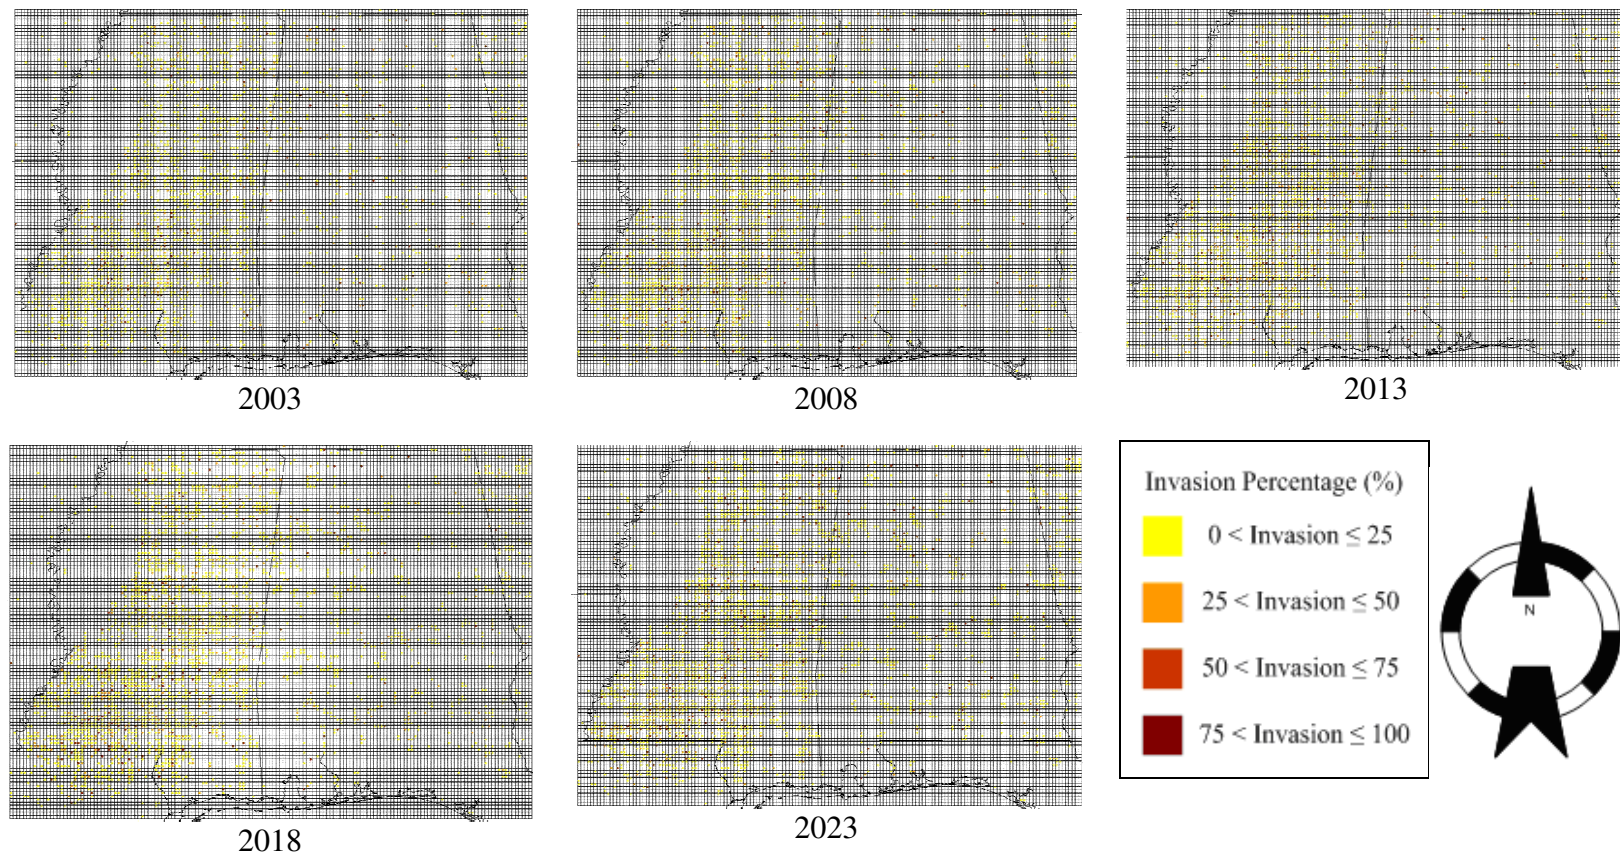 2003
2008
2013
2018
2023
Invasion Percentage (%)
0 < Invasion ≤ 25
25 < Invasion ≤ 50
50 < Invasion ≤ 75
75 < Invasion ≤ 100
N